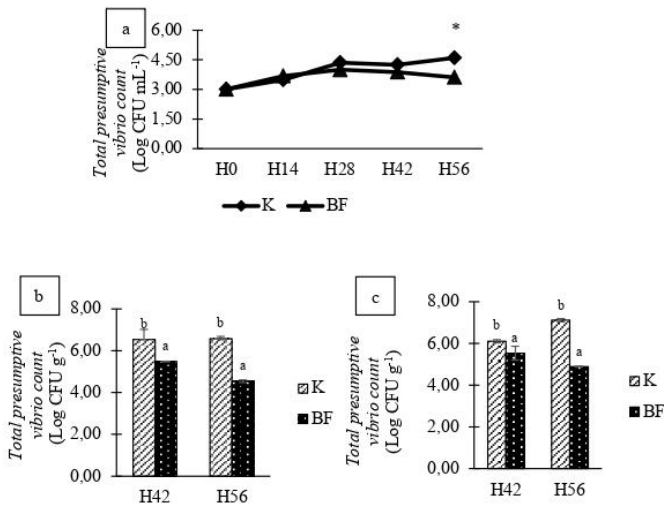 a
Total presumptive
vibrio count
(Log CFU mL-1)
6,00
4,50
3,00
1,50
0,00
*
H0 H14 H28 H42 H56
K BF
b
Total presumptive
vibrio count
(Log CFU g-1)
8,00
6,00
4,00
2,00
0,00
b a b a
H42 H56
K
BF
c
Total presumptive
vibrio count
(Log CFU g-1)
8,00
6,00
4,00
2,00
0,00
b a b a
H42 H56
K
BF